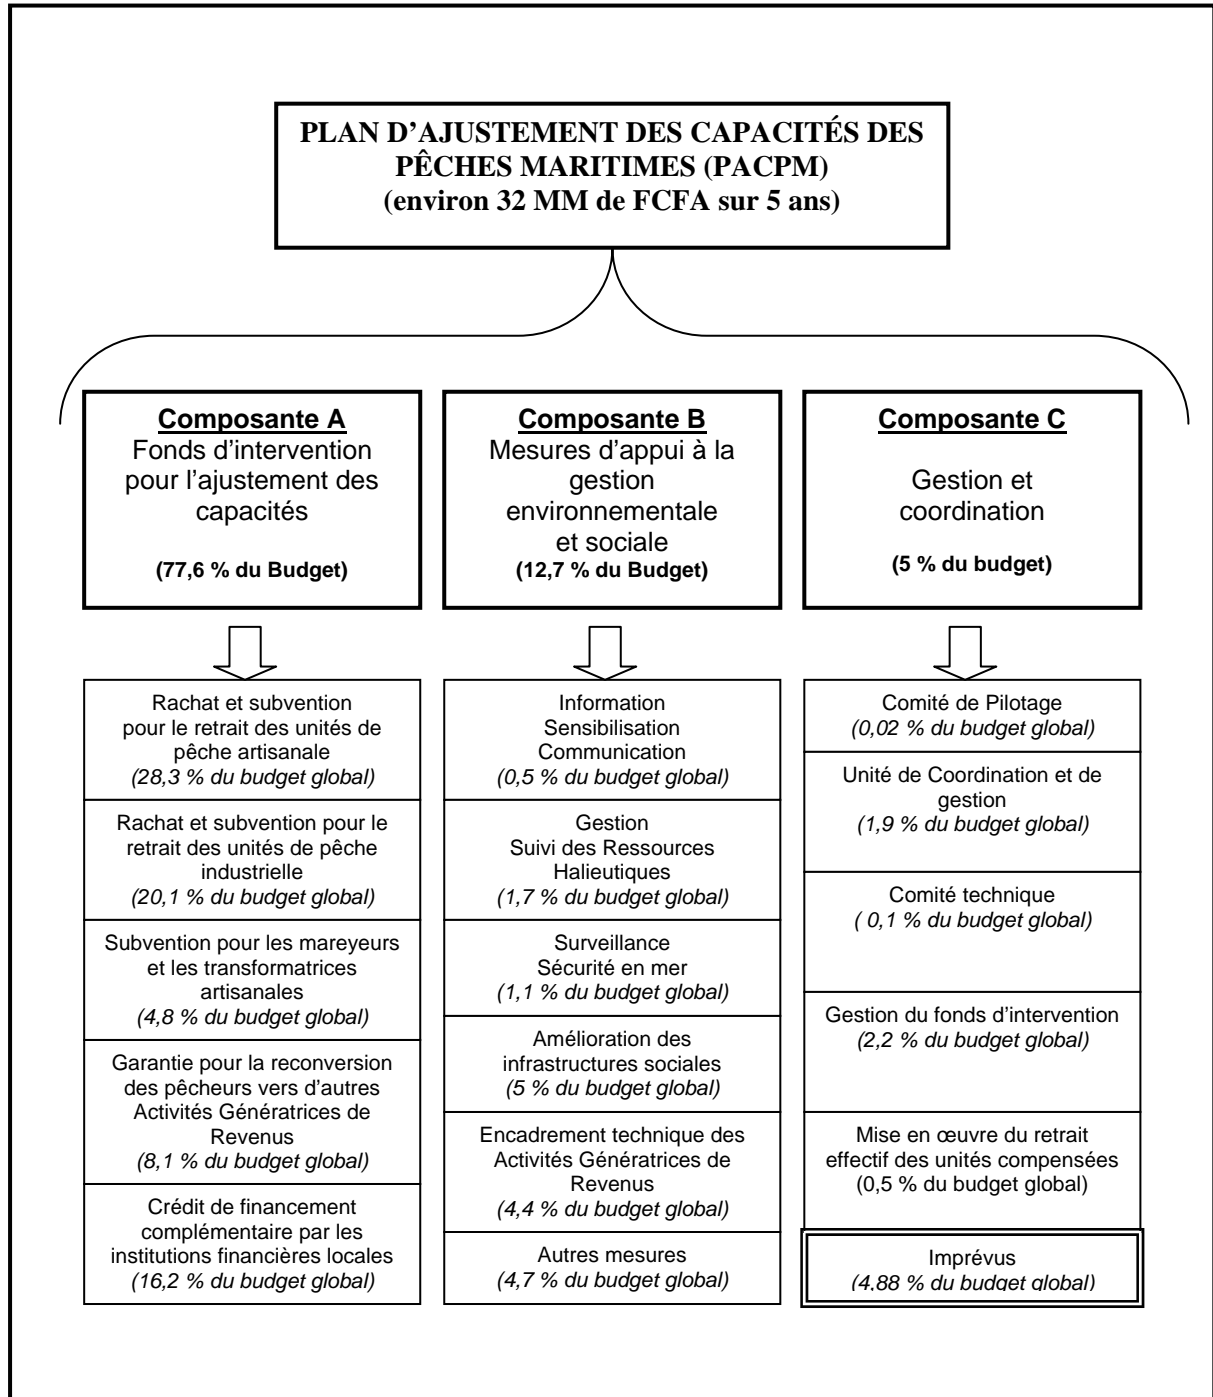 PLAN D'AJUSTEMENT DES CAPACITÉS DES
PÊCHES MARITIMES (PACPM)
(environ 32 MM de FCFA sur 5 ans)
Composante A
Fonds d'intervention
pour l'ajustement des
capacités
(77,6 % du Budget)
Rachat et subvention
pour le retrait des unités de
pêche artisanale
(28,3 % du budget global)
Rachat et subvention pour le
retrait des unités de pêche
industrielle
(20,1 % du budget global)
Subvention pour les mareyeurs
et les transformatrices
artisanales
(4,8 % du budget global)
Garantie pour la reconversion
des pêcheurs vers d'autres
Activités Génératrices de
Revenus
(8,1 % du budget global)
Crédit de financement
complémentaire par les
institutions financières locales
(16,2 % du budget global)
Composante B
Mesures d'appui à la
gestion
environnementale
et sociale
(12,7 % du Budget)
Information
Sensibilisation
Communication
(0,5 % du budget global)
Gestion
Suivi des Ressources
Halieutiques
(1,7 % du budget global)
Surveillance
Sécurité en mer
(1,1 % du budget global)
Amélioration des
infrastructures sociales
(5 % du budget global)
Encadrement technique des
Activités Génératrices de
Revenus
(4,4 % du budget global)
Autres mesures
(4,7 % du budget global)
Composante C
Gestion et
coordination
(5 % du budget)
Comité de Pilotage
(0,02 % du budget global)
Unité de Coordination et de
gestion
(1,9 % du budget global)
Comité technique
( 0,1 % du budget global)
Gestion du fonds d'intervention
(2,2 % du budget global)
Mise en œuvre du retrait
effectif des unités compensées
(0,5 % du budget global)
Imprévus
(4,88 % du budget global)